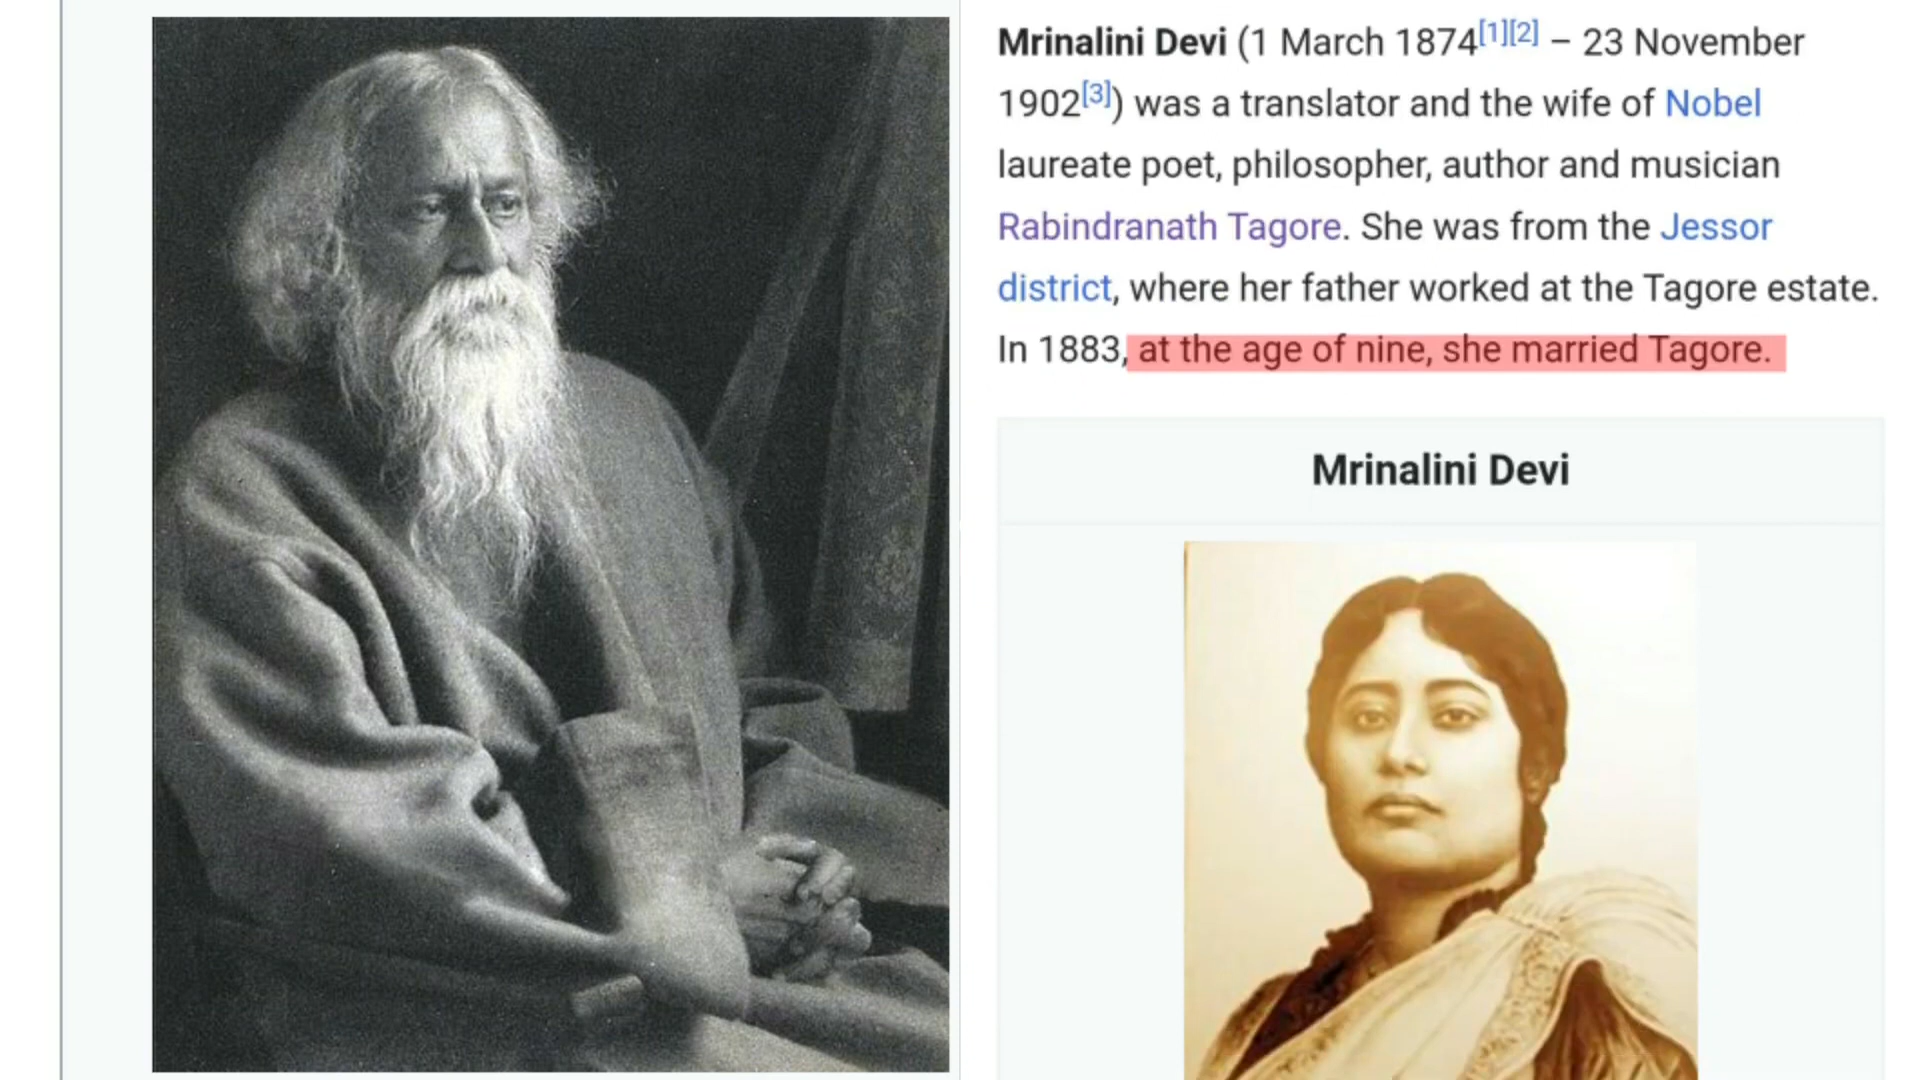 Mrinalini Devi (1 March 1874[1][2] – 23 November
1902[3]) was a translator and the wife of Nobel
laureate poet, philosopher, author and musician
Rabindranath Tagore. She was from the Jessor
district, where her father worked at the Tagore estate.
In 1883, at the age of nine, she married Tagore.
Mrinalini Devi